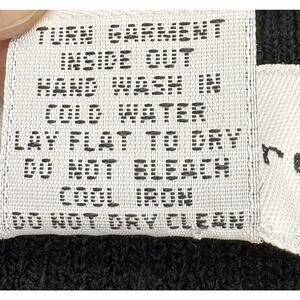 TURN GARMENT
INSIDE OUT
HAND WASH IN
COLD WATER
LAY FLAT TO DRY
DO NOT BLEACH
COOL IRON
DO NOT DRY CLEAN